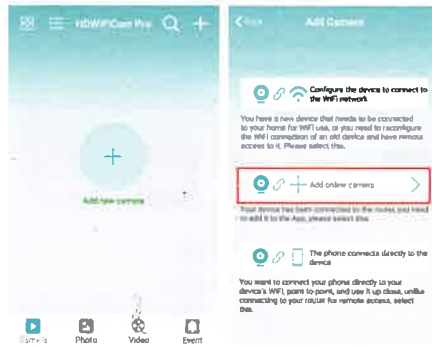 HDWiFiCam Pro
Add new camera
Camera
Photo
Video
Event
Back
Add Camera
Configure the device to connect to
the WiFi network
You have a new device that needs to be connected
to your home for WiFi use, or you need to reconfigure
the WiFi connection of an old device and have remote
access to it. Please select this.
Add online camera
Your device has been connected to the router, you need
to add it to the App, please select this.
The phone connects directly to the
device
You want to connect your phone directly to your
device's WiFi, point to point, and use it up close, unlike
connecting to your router for remote access, select
this.